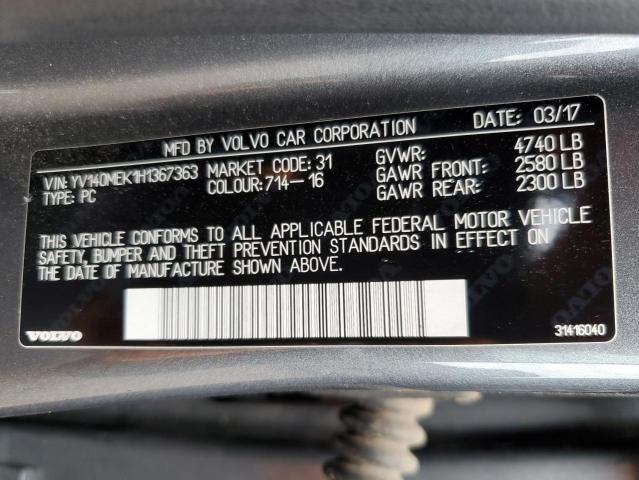 MFD BY VOLVO CAR CORPORATION DATE: 03/17
VIN: YV140MEK1H1367363 MARKET CODE: 31 GVWR: 4740 LB
TYPE: PC COLOUR: 714-16 GAWR FRONT: 2580 LB
GAWR REAR: 2300 LB
THIS VEHICLE CONFORMS TO ALL APPLICABLE FEDERAL MOTOR VEHICLE
SAFETY, BUMPER AND THEFT PREVENTION STANDARDS IN EFFECT ON
THE DATE OF MANUFACTURE SHOWN ABOVE.
VOLVO 31416040